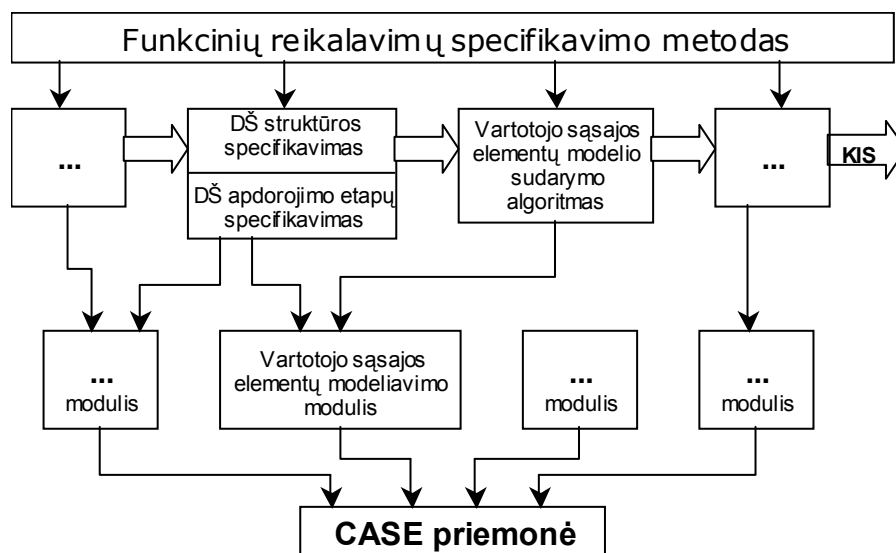 Funkcinių reikalavimų specifikavimo metodas
...
DŠ struktūros
specifikavimas
DŠ apdorojimo etapų
specifikavimas
Vartotojo sąsajos
elementų modelio
sudarymo
algoritmas
...
KIS
...
modulis
Vartotojo sąsajos
elementų modeliavimo
modulis
...
modulis
...
modulis
CASE priemonė